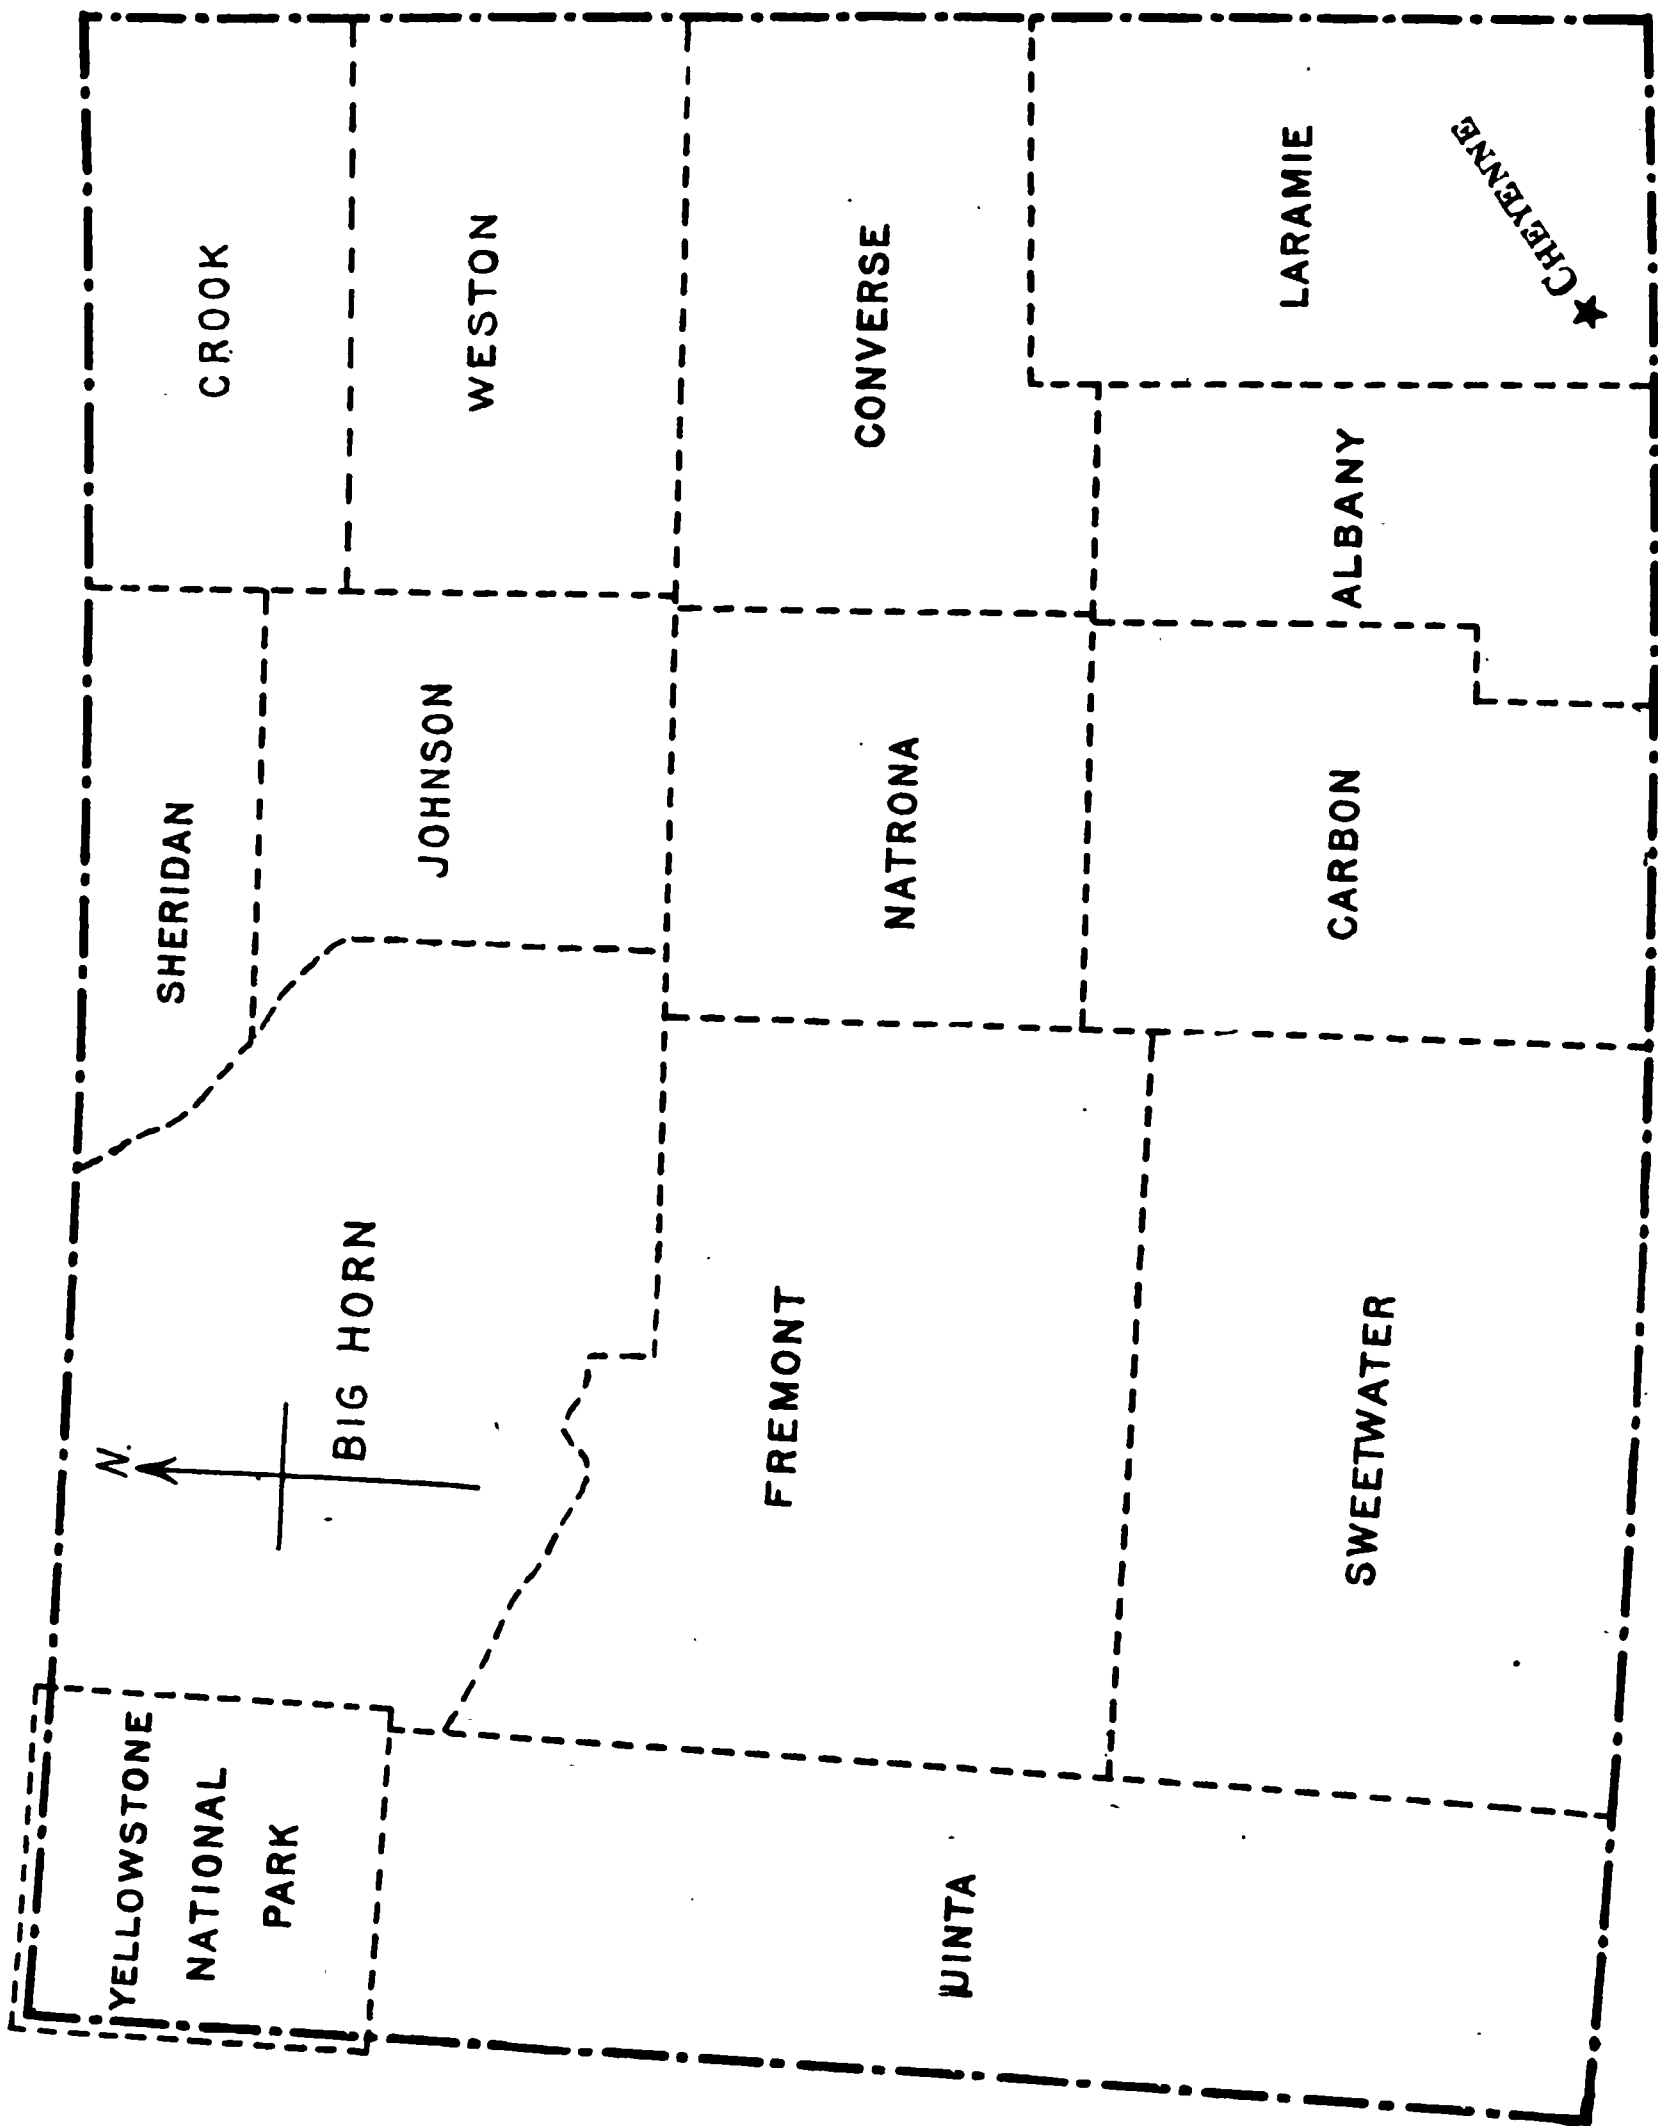 N.
YELLOWSTONE
NATIONAL
PARK
BIG HORN
SHERIDAN
JOHNSON
CROOK
WESTON
FREMONT
NATRONA
CONVERSE
UINTA
SWEETWATER
CARBON
ALBANY
LARAMIE
CHEYENNE